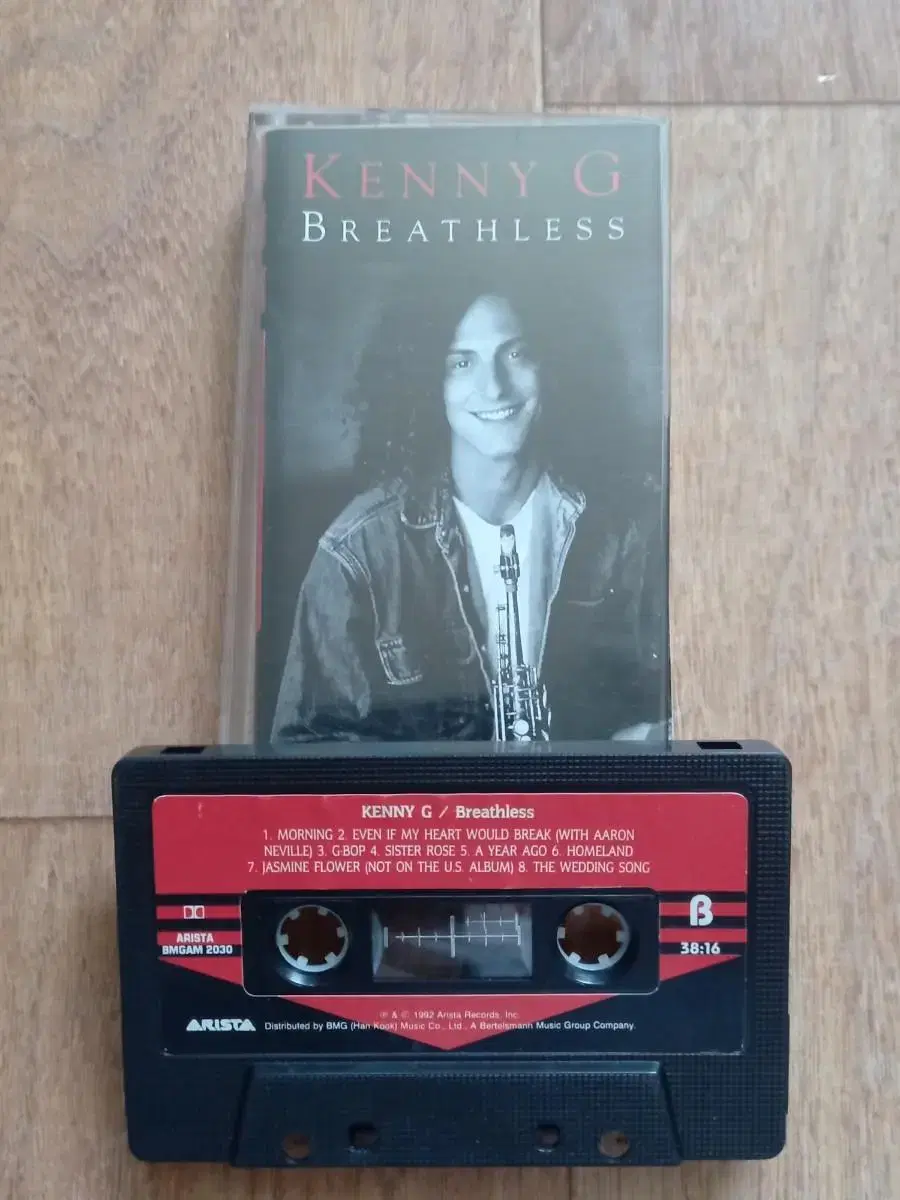 KENNY G
BREATHLESS
KENNY G / Breathless
1. MORNING 2. EVEN IF MY HEART WOULD BREAK (WITH AARON
NEVILLE) 3. G-BOP 4. SISTER ROSE 5. A YEAR AGO 6. HOMELAND
7. JASMINE FLOWER (NOT ON THE U.S. ALBUM) 8. THE WEDDING SONG
B
ARISTA
BMGAM 2030
38:16
℗ & © 1992 Arista Records, Inc.
ARISTA
Distributed by BMG (Han Kook) Music Co., Ltd., A Bertelsmann Music Group Company.